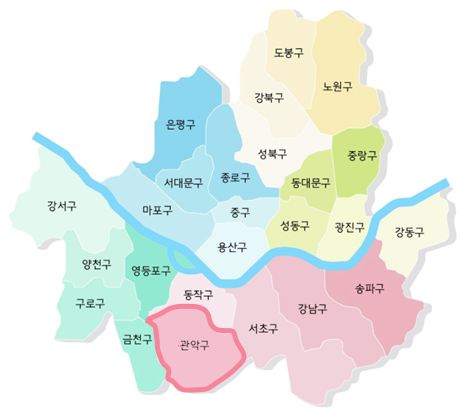 도봉구
노원구
강북구
은평구
성북구
중랑구
종로구
서대문구
동대문구
강서구
마포구
중구
성동구
광진구
강동구
용산구
양천구
영등포구
동작구
송파구
구로구
강남구
서초구
금천구
관악구